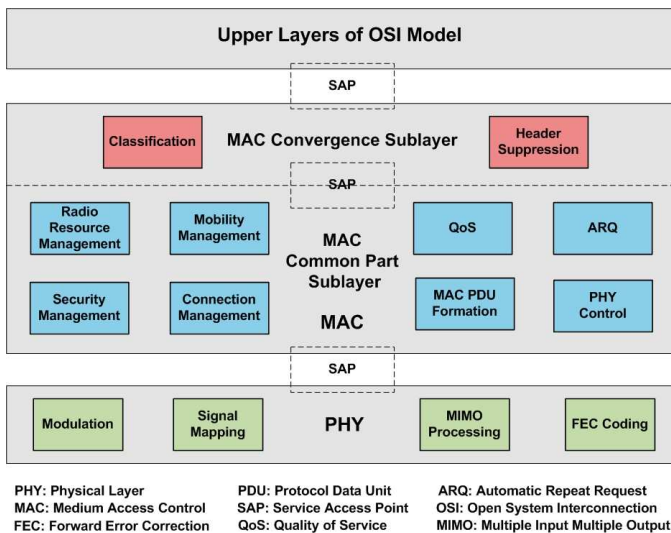 Upper Layers of OSI Model
SAP
Classification
MAC Convergence Sublayer
Header
Suppression
SAP
Radio
Resource
Management
Mobility
Management
MAC
Common Part
Sublayer
QoS
ARQ
Security
Management
Connection
Management
MAC
MAC PDU
Formation
PHY
Control
SAP
Modulation
Signal
Mapping
PHY
MIMO
Processing
FEC Coding
PHY: Physical Layer
PDU: Protocol Data Unit
ARQ: Automatic Repeat Request
MAC: Medium Access Control
SAP: Service Access Point
OSI: Open System Interconnection
FEC: Forward Error Correction
QoS: Quality of Service
MIMO: Multiple Input Multiple Output